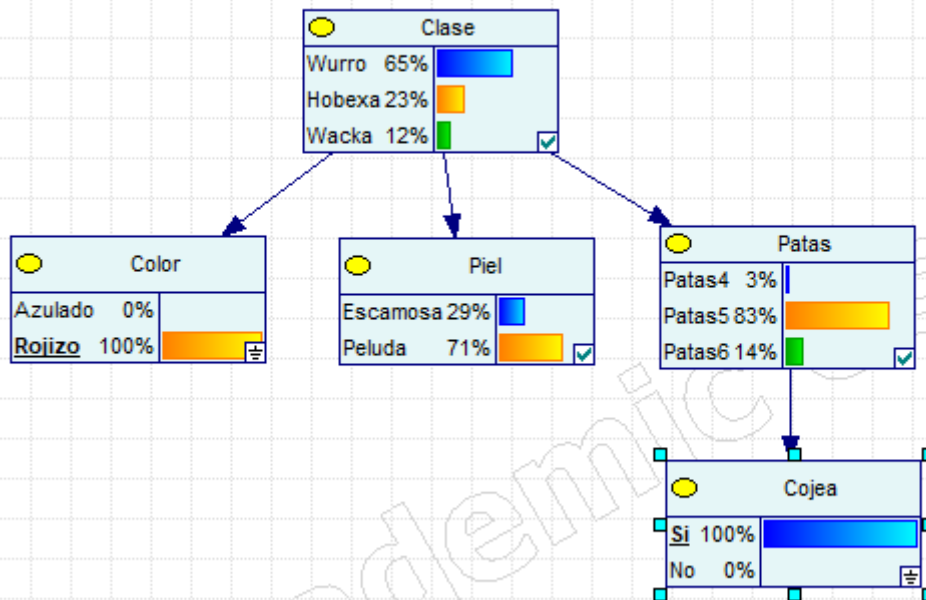 Clase
Wurro 65%
Hobexa 23%
Wacka 12%
Color
Azulado 0%
Rojizo 100%
Piel
Escamosa 29%
Peluda 71%
Patas
Patas4 3%
Patas5 83%
Patas6 14%
Cojea
Si 100%
No 0%